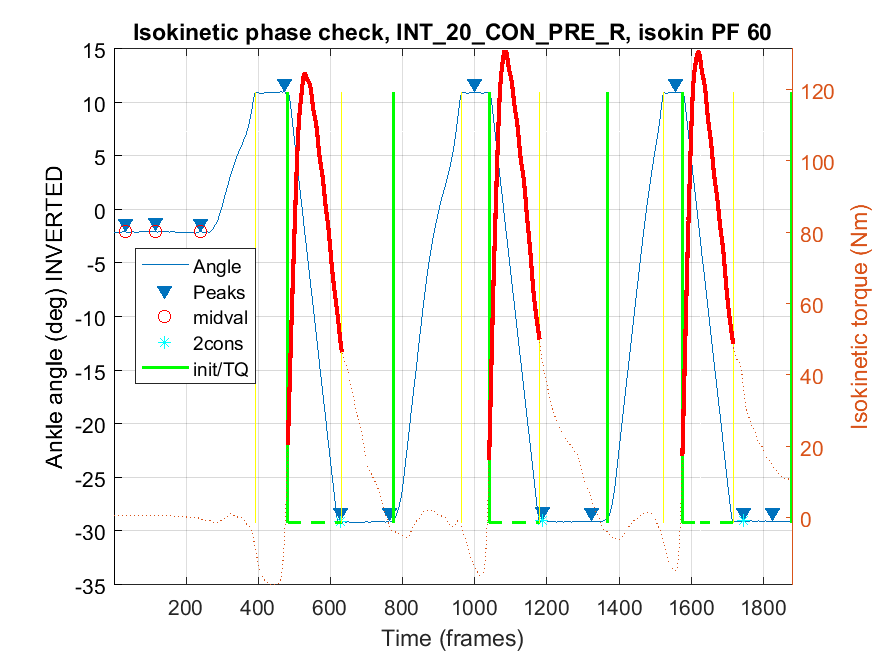 Isokinetic phase check, INT_20_CON_PRE_R, isokin PF 60
Ankle angle (deg) INVERTED
15
10
5
0
-5
-10
-15
-20
-25
-30
-35
Angle
Peaks
midval
2cons
init/TQ
120
100
80
60
40
20
0
Isokinetic torque (Nm)
200 400 600 800 1000 1200 1400 1600 1800
Time (frames)